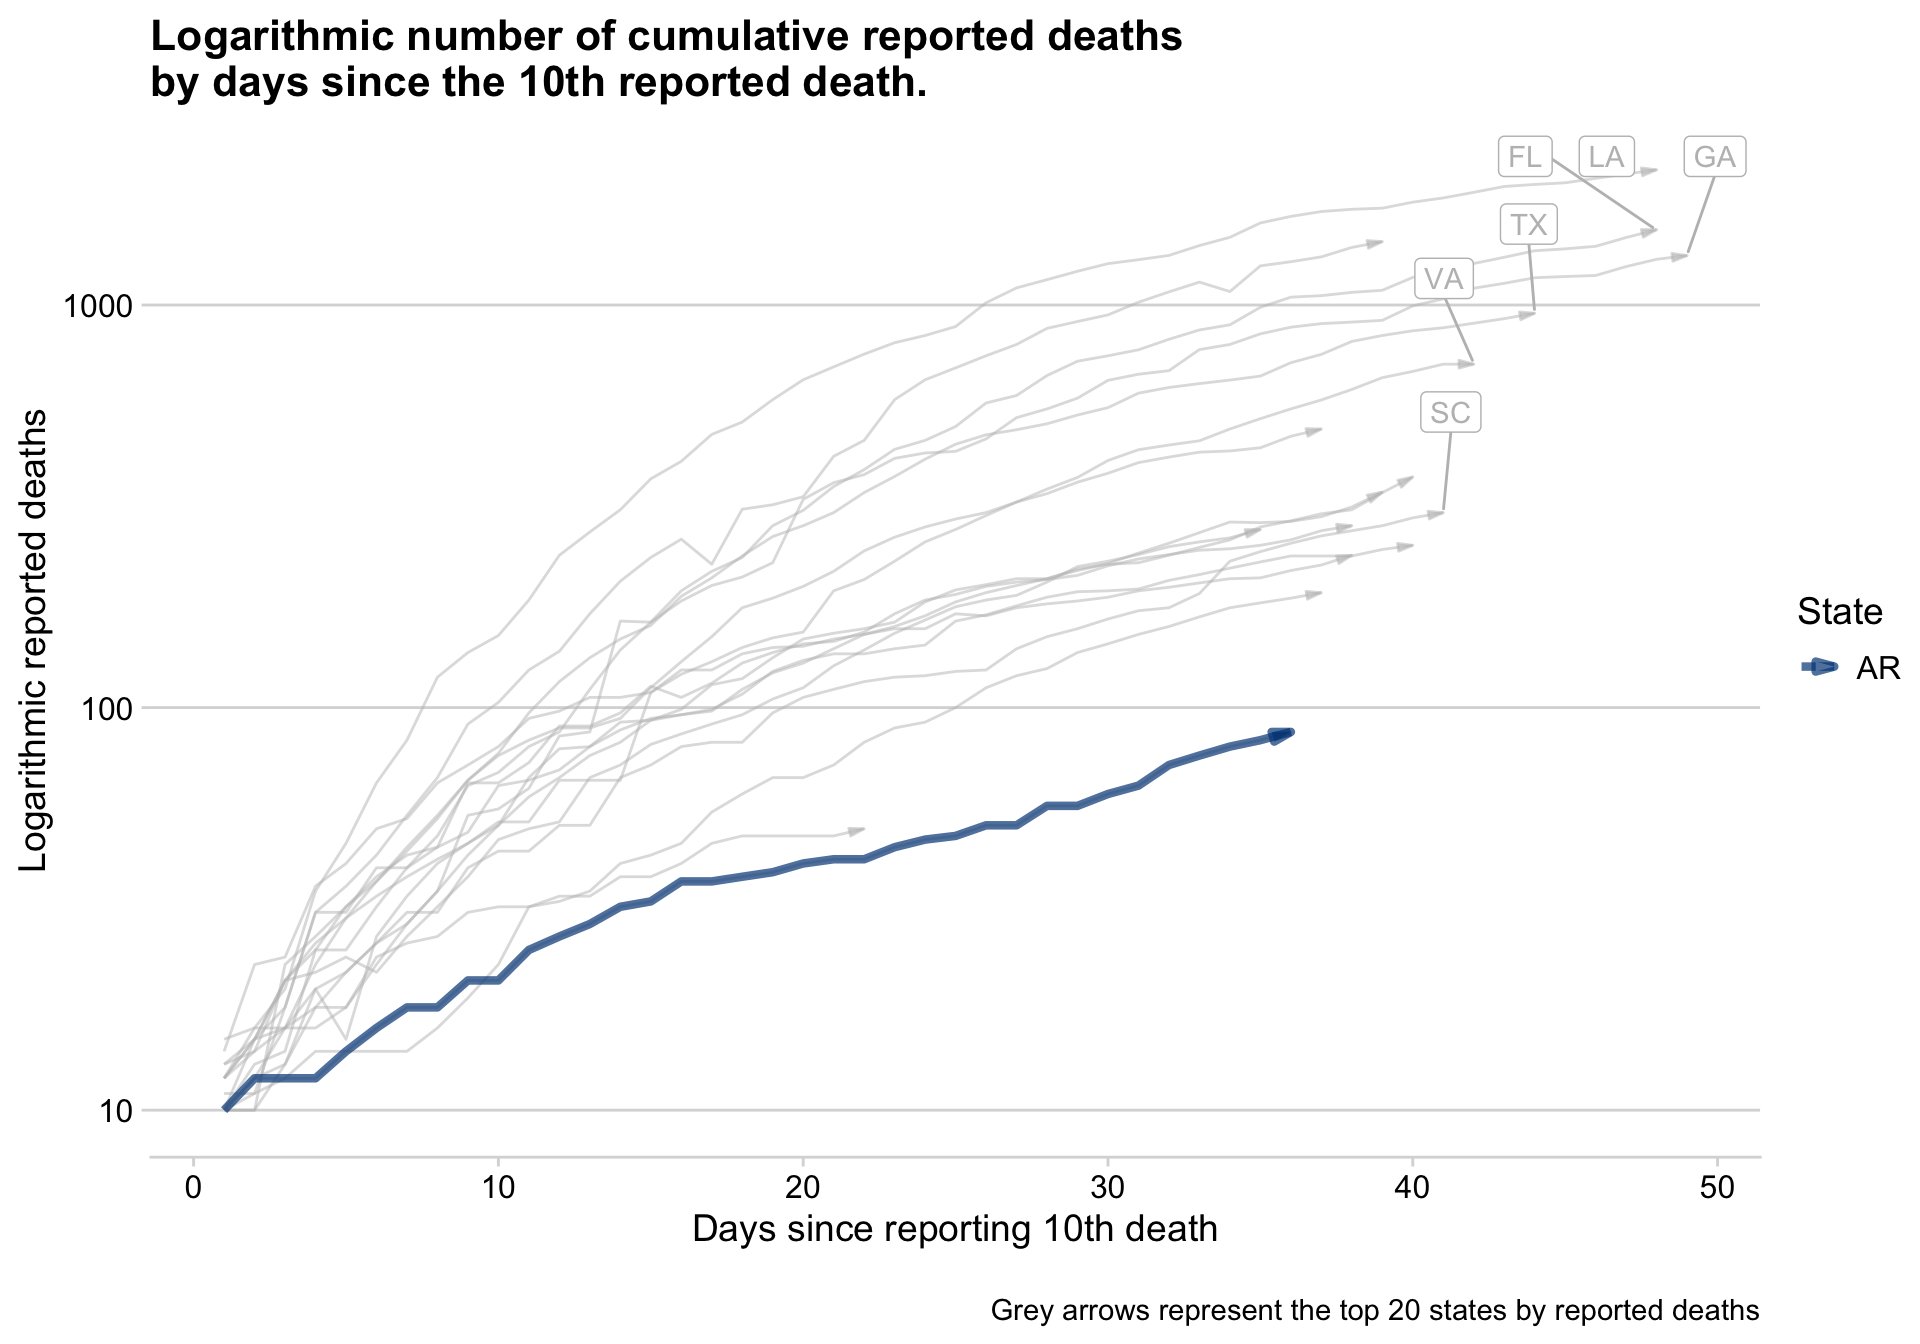 Logarithmic number of cumulative reported deaths
by days since the 10th reported death.
FL LA GA
TX
VA
SC
1000
100
10
Logarithmic reported deaths
State
AR
0 10 20 30 40 50
Days since reporting 10th death
Grey arrows represent the top 20 states by reported deaths